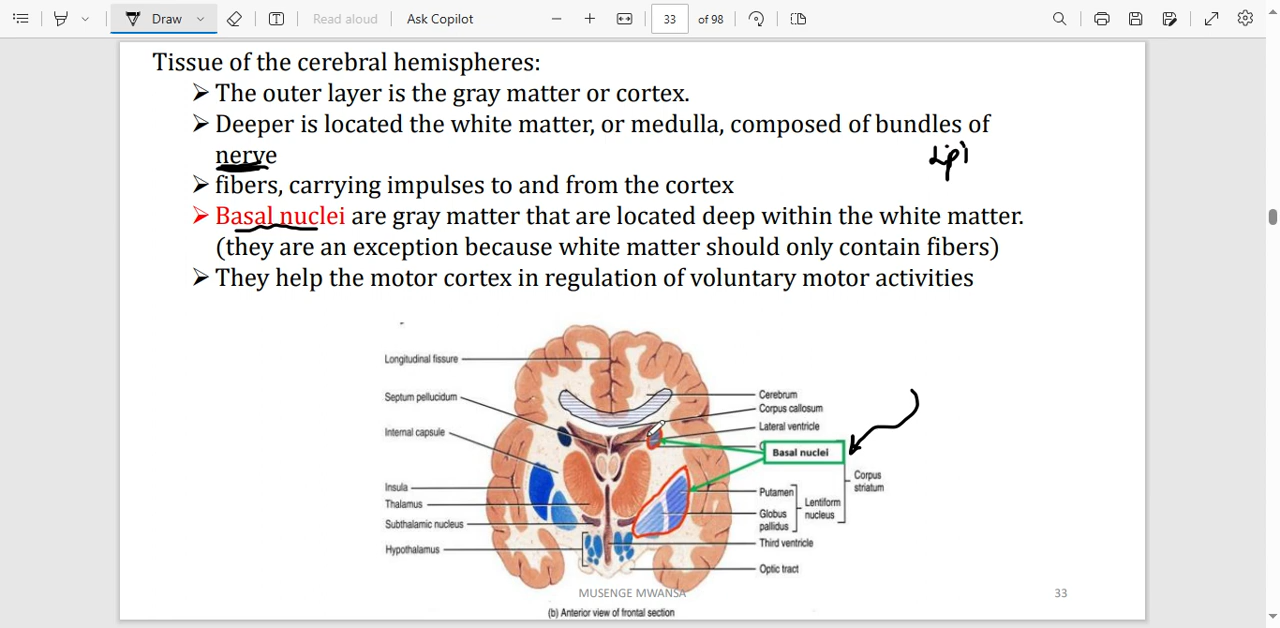 Draw
Read aloud
Ask Copilot
33
of 98
Tissue of the cerebral hemispheres:
➢ The outer layer is the gray matter or cortex.
➢ Deeper is located the white matter, or medulla, composed of bundles of
nerve
➢ fibers, carrying impulses to and from the cortex
➢ Basal nuclei are gray matter that are located deep within the white matter.
(they are an exception because white matter should only contain fibers)
➢ They help the motor cortex in regulation of voluntary motor activities
Longitudinal fissure
Septum pellucidum
Internal capsule
Insula
Thalamus
Subthalamic nucleus
Hypothalamus
Cerebrum
Corpus callosum
Lateral ventricle
Basal nuclei
Corpus
striatum
Putamen
Globus
pallidus
Lentiform
nucleus
Third ventricle
Optic tract
MUSENGE MWANSA
33
(b) Anterior view of frontal section